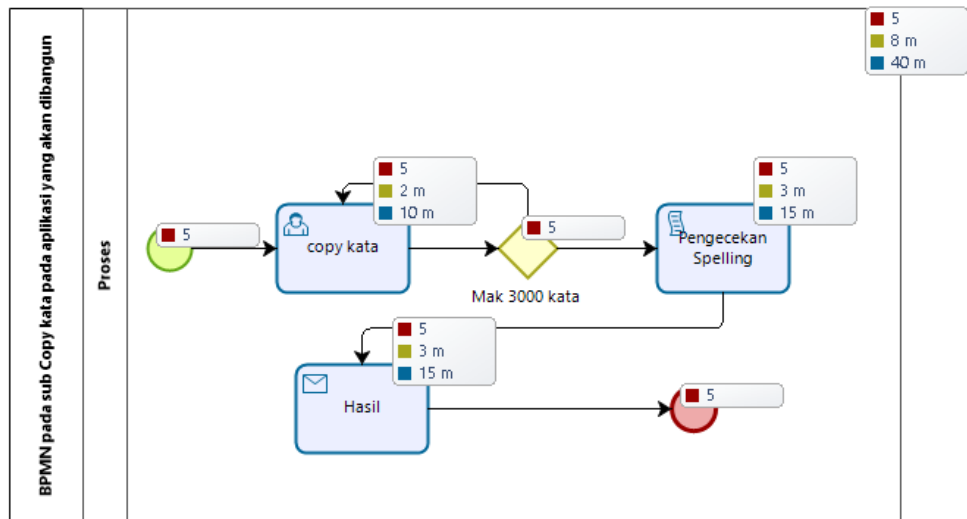 BPMN pada sub Copy kata pada aplikasi yang akan dibangun
Proses
5
8 m
40 m
5
5
2 m
10 m
copy kata
5
Mak 3000 kata
5
3 m
15 m
Pengecekan
Spelling
5
3 m
15 m
Hasil
5